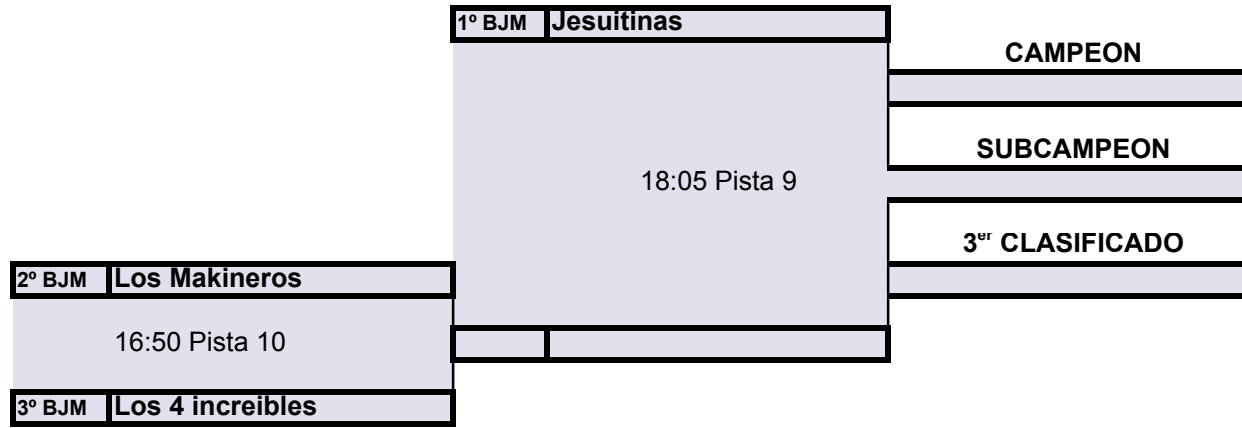 1º BJM Jesuitinas
CAMPEON
SUBCAMPEON
18:05 Pista 9
3er CLASIFICADO
2º BJM Los Makineros
16:50 Pista 10
3º BJM Los 4 increibles